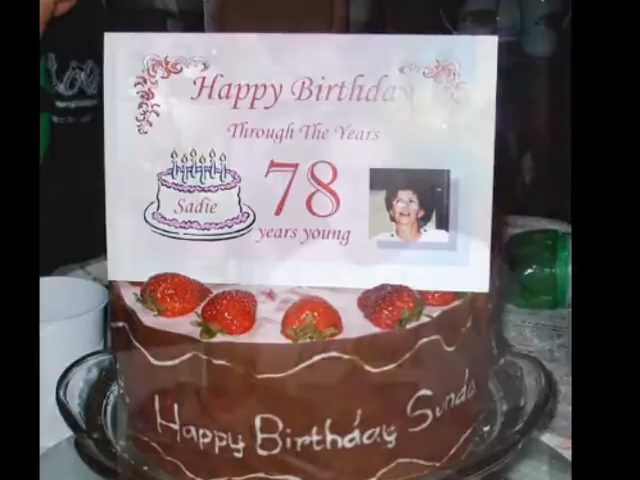 Happy Birthday
Through The Years
78
Sadie
years young
Happy Birthday